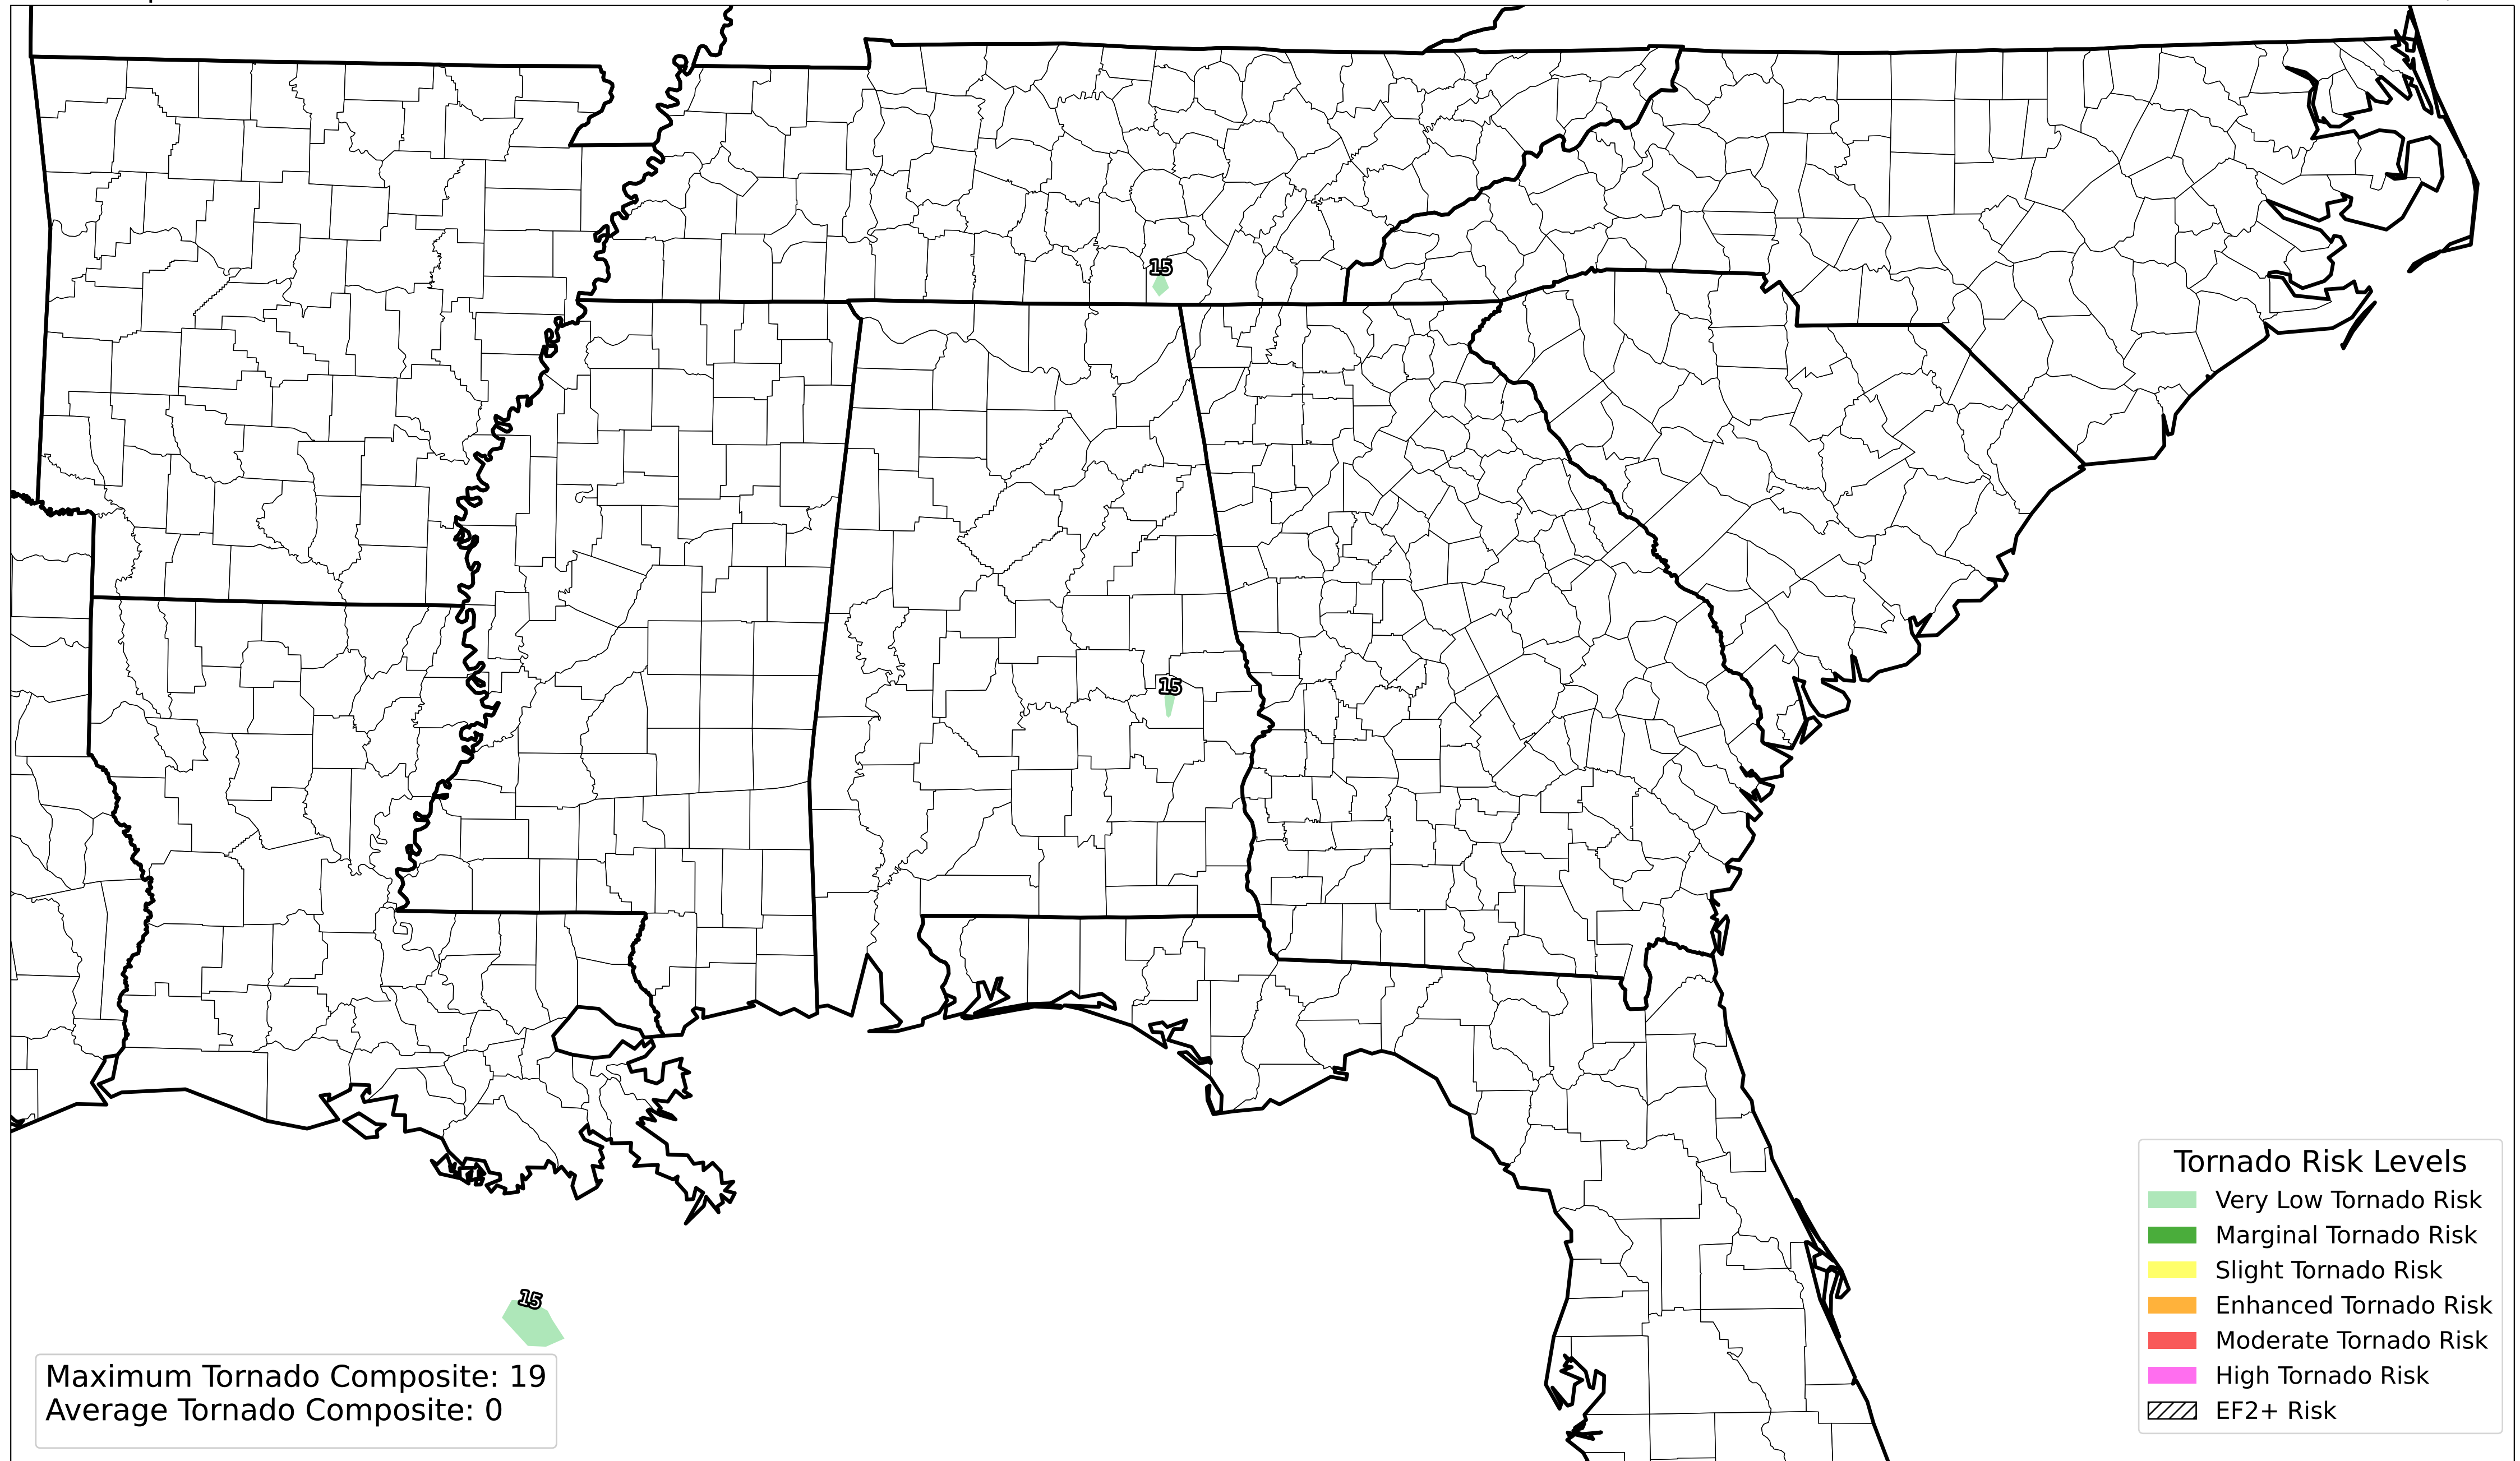 15
15
15
Maximum Tornado Composite: 19
Average Tornado Composite: 0
Tornado Risk Levels
Very Low Tornado Risk
Marginal Tornado Risk
Slight Tornado Risk
Enhanced Tornado Risk
Moderate Tornado Risk
High Tornado Risk
EF2+ Risk